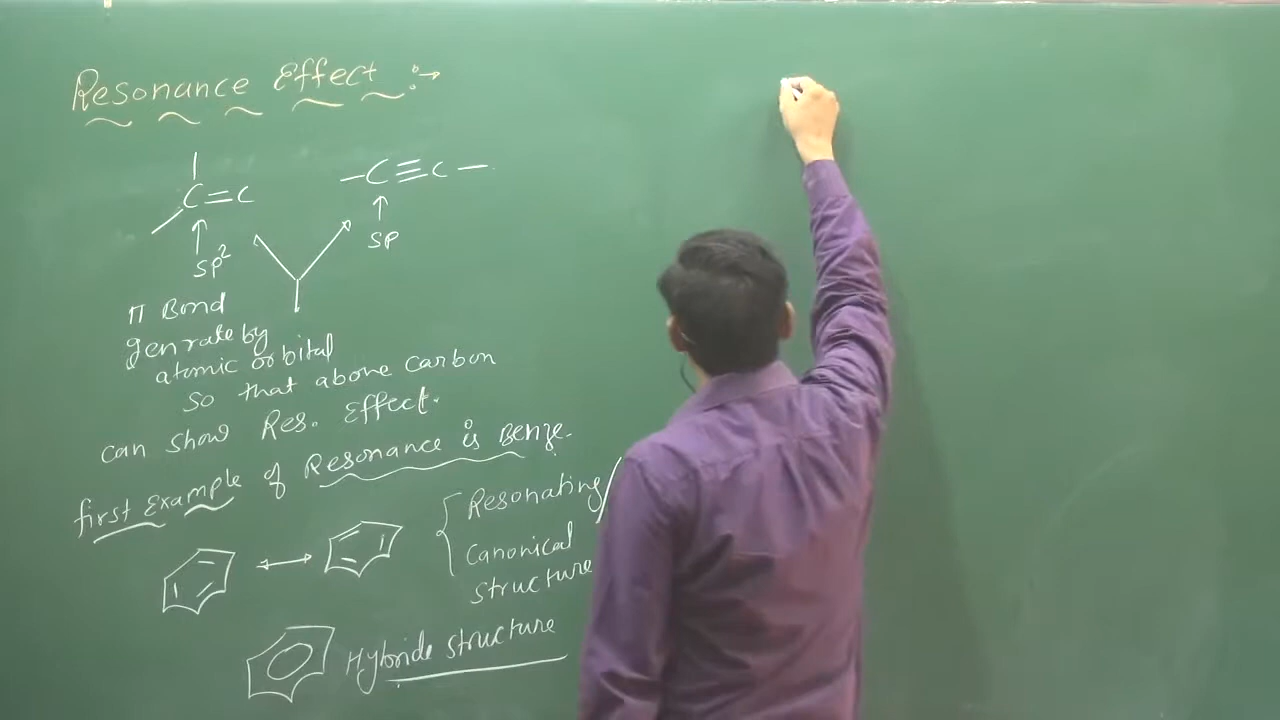 Resonance Effect :→
C=C
—C≡C—
sp²
sp
π Bond
genrate by
atomic orbital
so that above carbon
can show Res. Effect.
first Example of Resonance is Benze.
{ Resonating/
Canonical
structure
Hybride structure